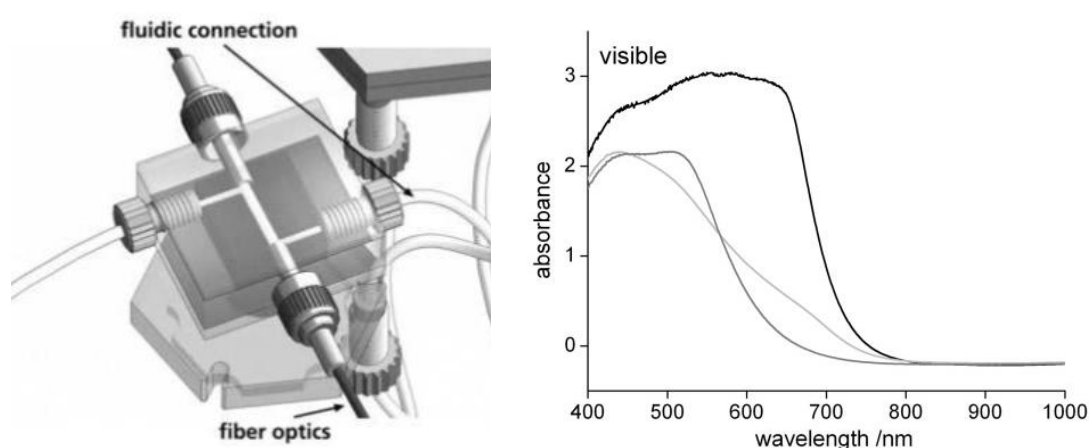 fluidic connection
fiber optics
visible
absorbance
3
2
1
0
400 500 600 700 800 900 1000
wavelength /nm